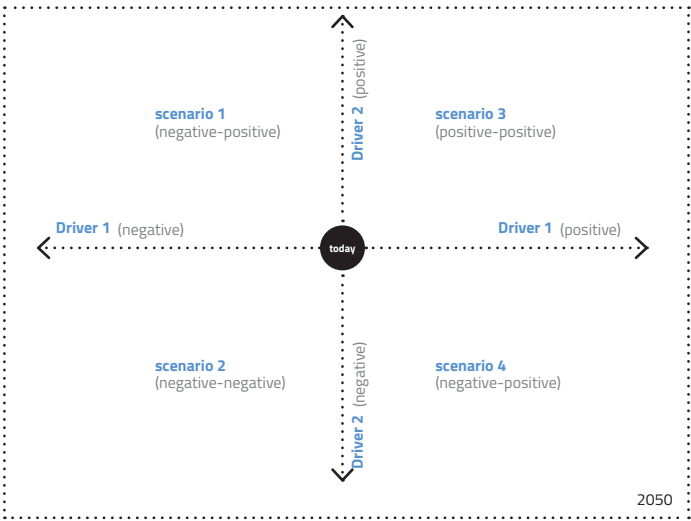 Driver 2 (positive)
scenario 1
(negative-positive)
scenario 3
(positive-positive)
Driver 1 (negative)
Driver 1 (positive)
today
scenario 2
(negative-negative)
Driver 2 (negative)
scenario 4
(negative-positive)
2050